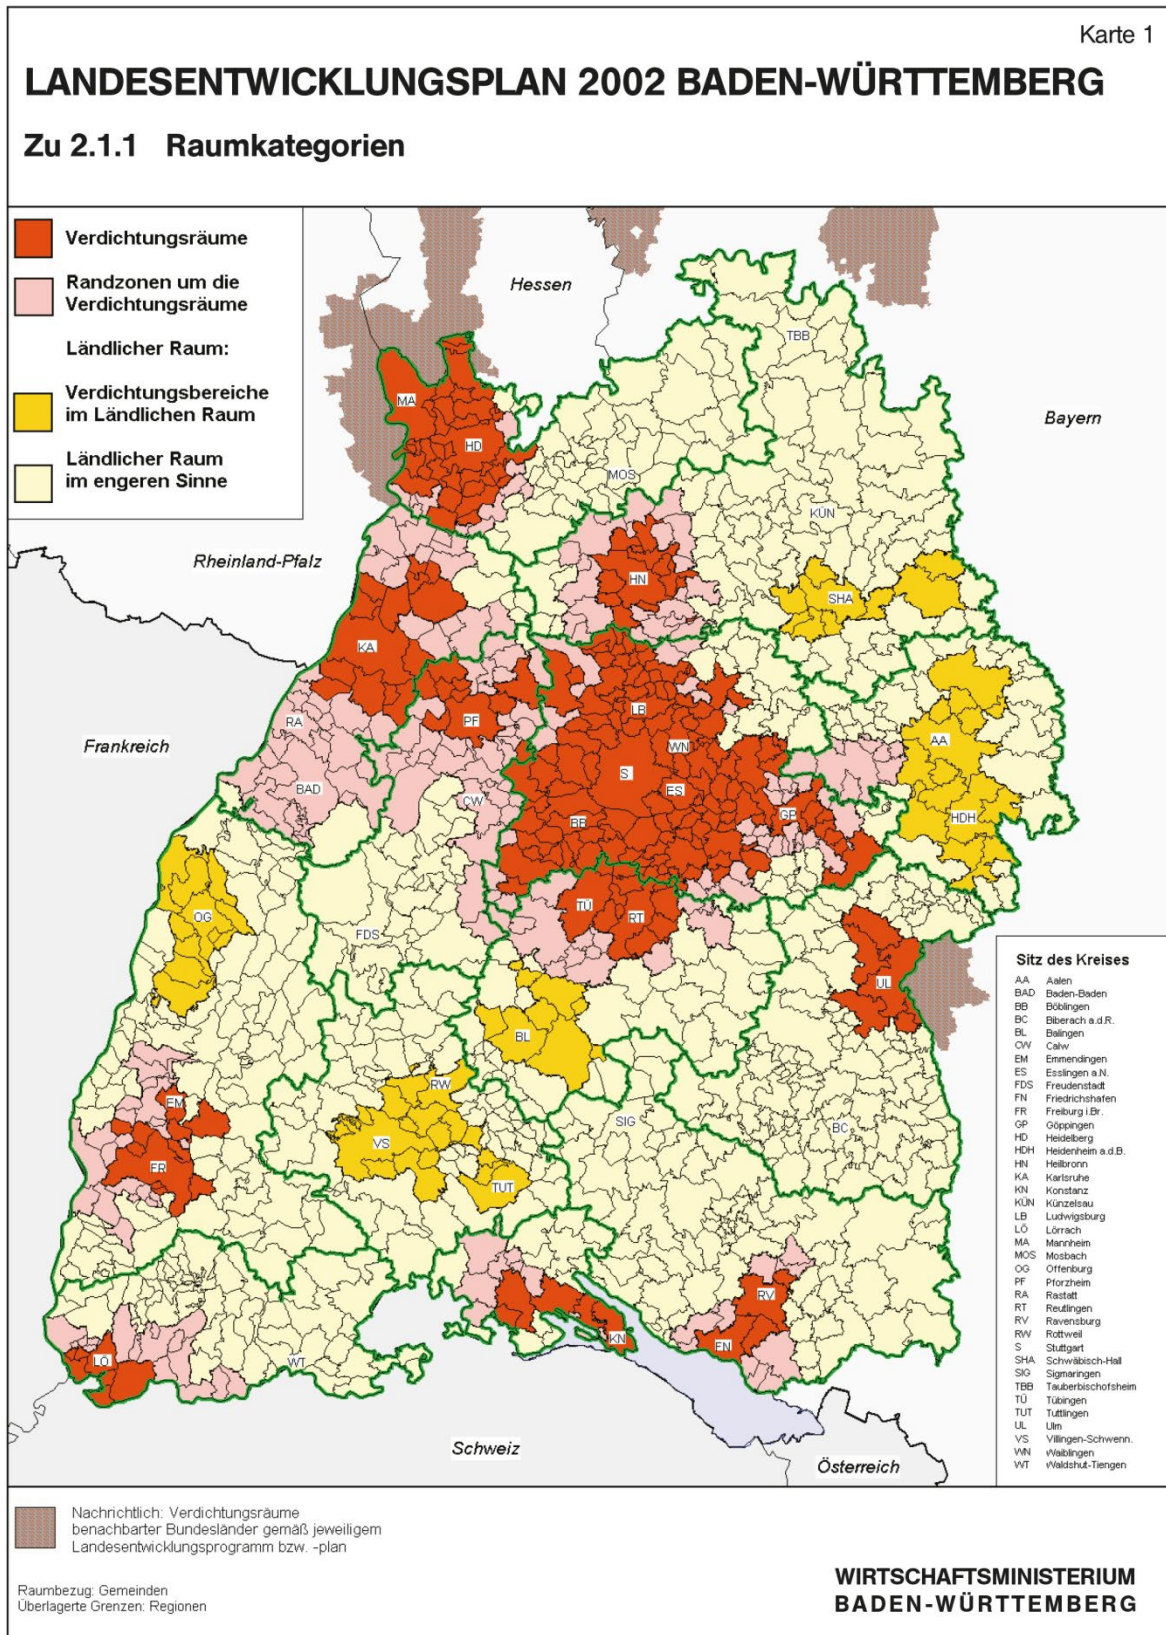 Karte 1
LANDESENTWICKLUNGSPLAN 2002 BADEN-WÜRTTEMBERG
Zu 2.1.1 Raumkategorien
Verdichtungsräume
Randzonen um die
Verdichtungsräume
Ländlicher Raum:
Verdichtungsbereiche
im Ländlichen Raum
Ländlicher Raum
im engeren Sinne
Hessen
TBB
MA
Bayern
HD
MOS
KÜN
Rheinland-Pfalz
HN
SHA
KA
RA
PF
LB
Frankreich
WN
AA
S
BAD
ES
CW
GP
HDH
BB
OG
TÜ
RT
FDS
UL
BL
RW
EM
SIG
BC
VS
FR
TUT
RV
KN
FN
LÖ
WT
Schweiz
Österreich
Sitz des Kreises
AA Aalen
BAD Baden-Baden
BB Böblingen
BC Biberach a.d.R.
BL Balingen
CW Calw
EM Emmendingen
ES Esslingen a.N.
FDS Freudenstadt
FN Friedrichshafen
FR Freiburg i.Br.
GP Göppingen
HD Heidelberg
HDH Heidenheim a.d.B.
HN Heilbronn
KA Karlsruhe
KN Konstanz
KÜN Künzelsau
LB Ludwigsburg
LÖ Lörrach
MA Mannheim
MOS Mosbach
OG Offenburg
PF Pforzheim
RA Rastatt
RT Reutlingen
RV Ravensburg
RW Rottweil
S Stuttgart
SHA Schwäbisch-Hall
SIG Sigmaringen
TBB Tauberbischofsheim
TÜ Tübingen
TUT Tuttlingen
UL Ulm
VS Villingen-Schwenn.
WN Waiblingen
WT Waldshut-Tiengen
Nachrichtlich: Verdichtungsräume
benachbarter Bundesländer gemäß jeweiligem
Landesentwicklungsprogramm bzw. -plan
Raumbezug: Gemeinden
Überlagerte Grenzen: Regionen
WIRTSCHAFTSMINISTERIUM
BADEN-WÜRTTEMBERG